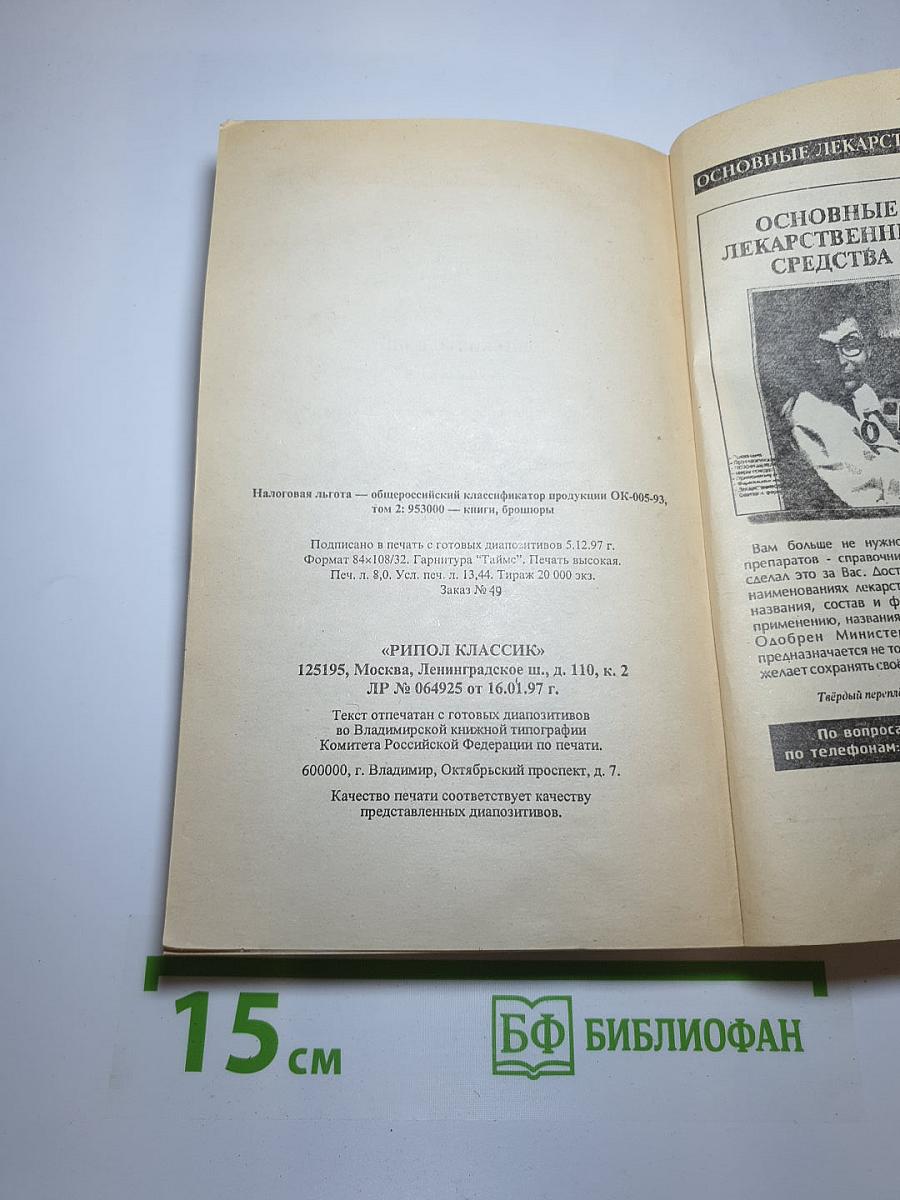 Налоговая льгота — общероссийский классификатор продукции ОК-005-93,
том 2: 953000 — книги, брошюры
Подписано в печать с готовых диапозитивов 5.12.97 г.
Формат 84×108/32. Гарнитура "Таймс". Печать высокая.
Печ. л. 8,0. Усл. печ. л. 13,44. Тираж 20 000 экз.
Заказ № 49
«РИПОЛ КЛАССИК»
125195, Москва, Ленинградское ш., д. 110, к. 2
ЛР № 064925 от 16.01.97 г.
Текст отпечатан с готовых диапозитивов
во Владимирской книжной типографии
Комитета Российской Федерации по печати.
600000, г. Владимир, Октябрьский проспект, д. 7.
Качество печати соответствует качеству
представленных диапозитивов.
ОСНОВНЫЕ ЛЕКАРСТ
ОСНОВНЫЕ
ЛЕКАРСТВЕНН
СРЕДСТВА
Вам больше не нужно
препаратов - справочни
сделал это за Вас. Дост
наименованиях лекарст
названия, состав и ф
применению, названия
Одобрен Министе
предназначается не то
желает сохранять своё
Твёрдый переплё
По вопроса
по телефонам:
15 см
БФ БИБЛИОФАН